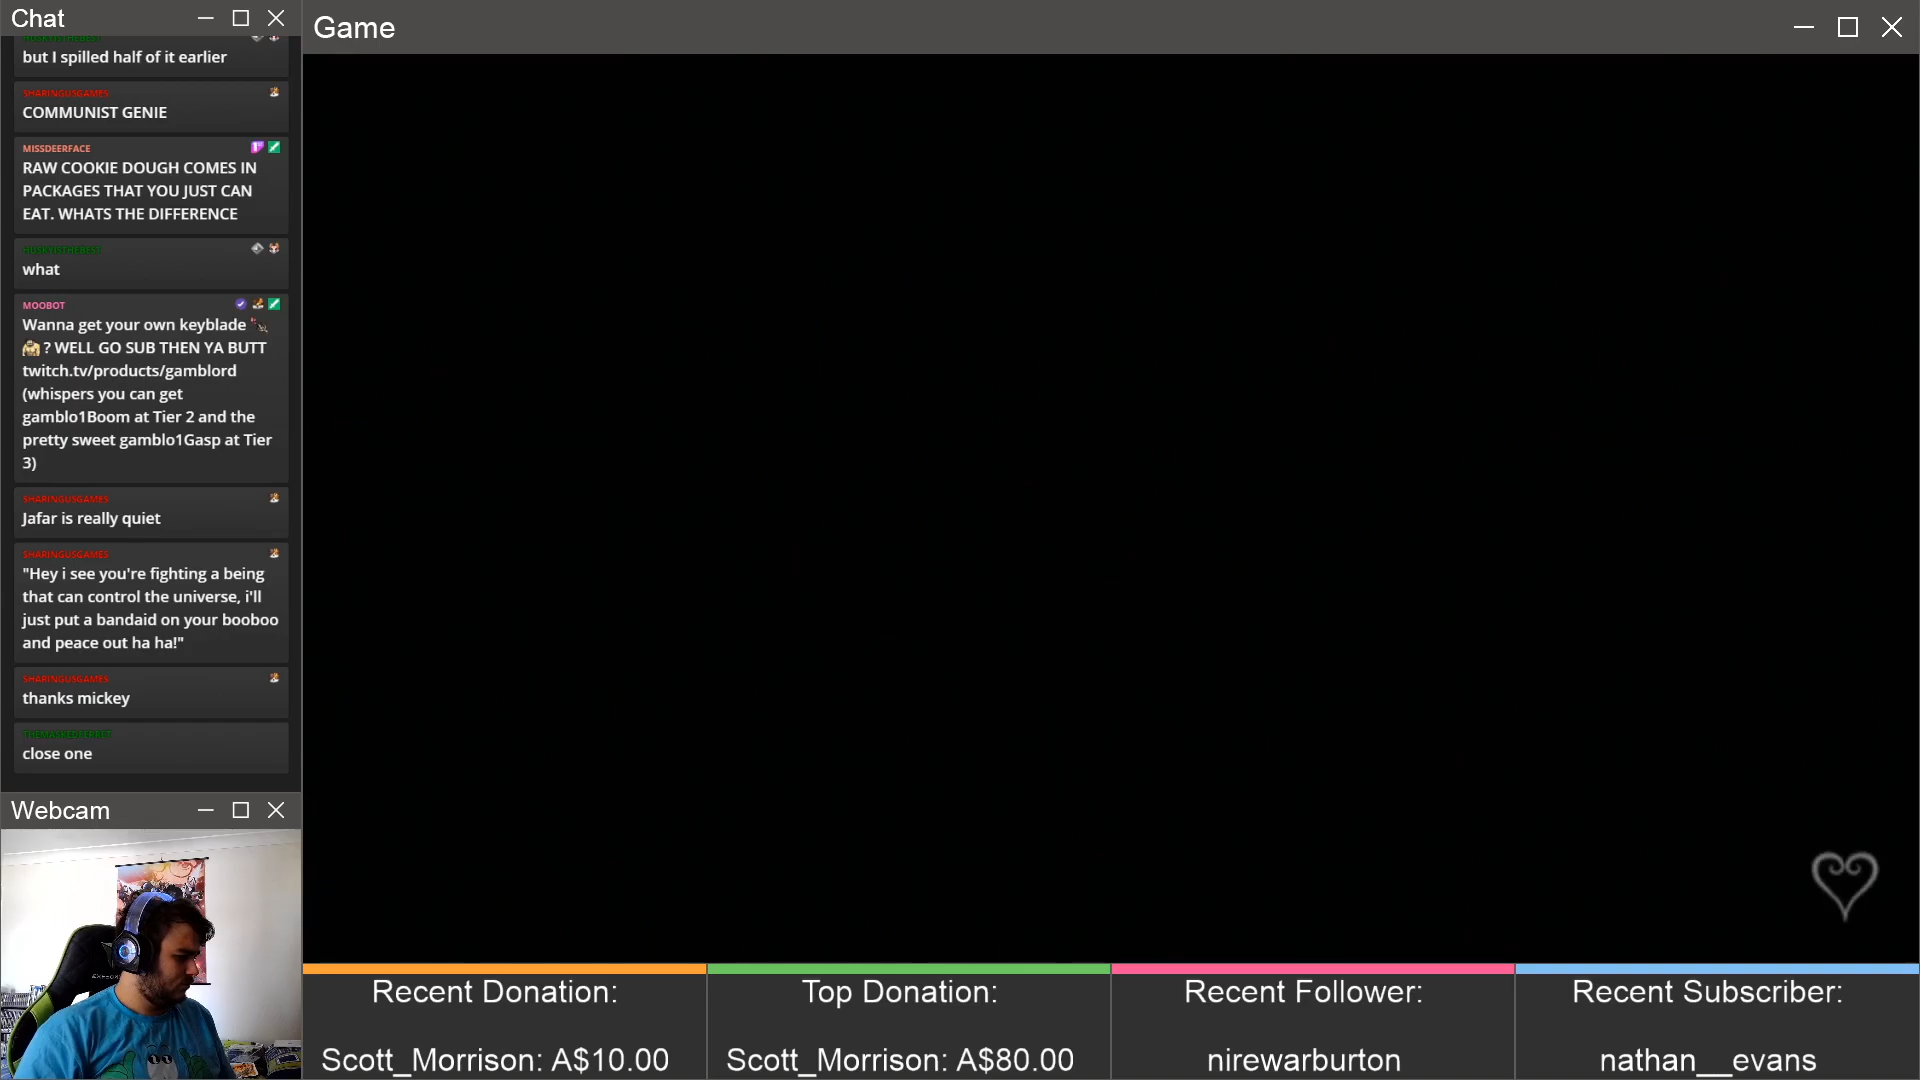 Chat
Game
but I spilled half of it earlier
SHARINGUSGAMES
COMMUNIST GENIE
MISSDEERFACE
RAW COOKIE DOUGH COMES IN
PACKAGES THAT YOU JUST CAN
EAT. WHATS THE DIFFERENCE
HUSKYISTHEBEST
what
MOOBOT
Wanna get your own keyblade
? WELL GO SUB THEN YA BUTT
twitch.tv/products/gamblord
(whispers you can get
gamblo1Boom at Tier 2 and the
pretty sweet gamblo1Gasp at Tier
3)
SHARINGUSGAMES
Jafar is really quiet
SHARINGUSGAMES
"Hey i see you're fighting a being
that can control the universe, i'll
just put a bandaid on your booboo
and peace out ha ha!"
SHARINGUSGAMES
thanks mickey
close one
Webcam
Recent Donation:
Scott_Morrison: A$10.00
Top Donation:
Scott_Morrison: A$80.00
Recent Follower:
nirewarburton
Recent Subscriber:
nathan__evans